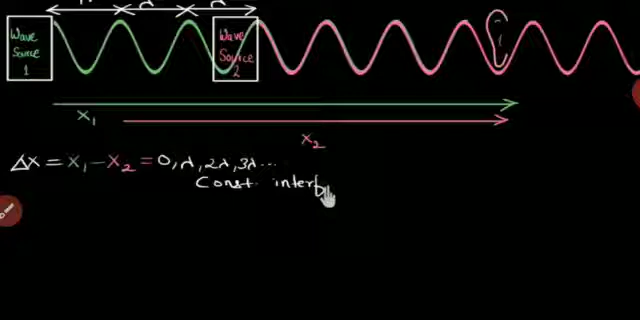 Wave Source 1
Wave Source 2
x₁
x₂
Δx = x₁ - x₂ = 0, λ, 2λ, 3λ ...
Const. interf